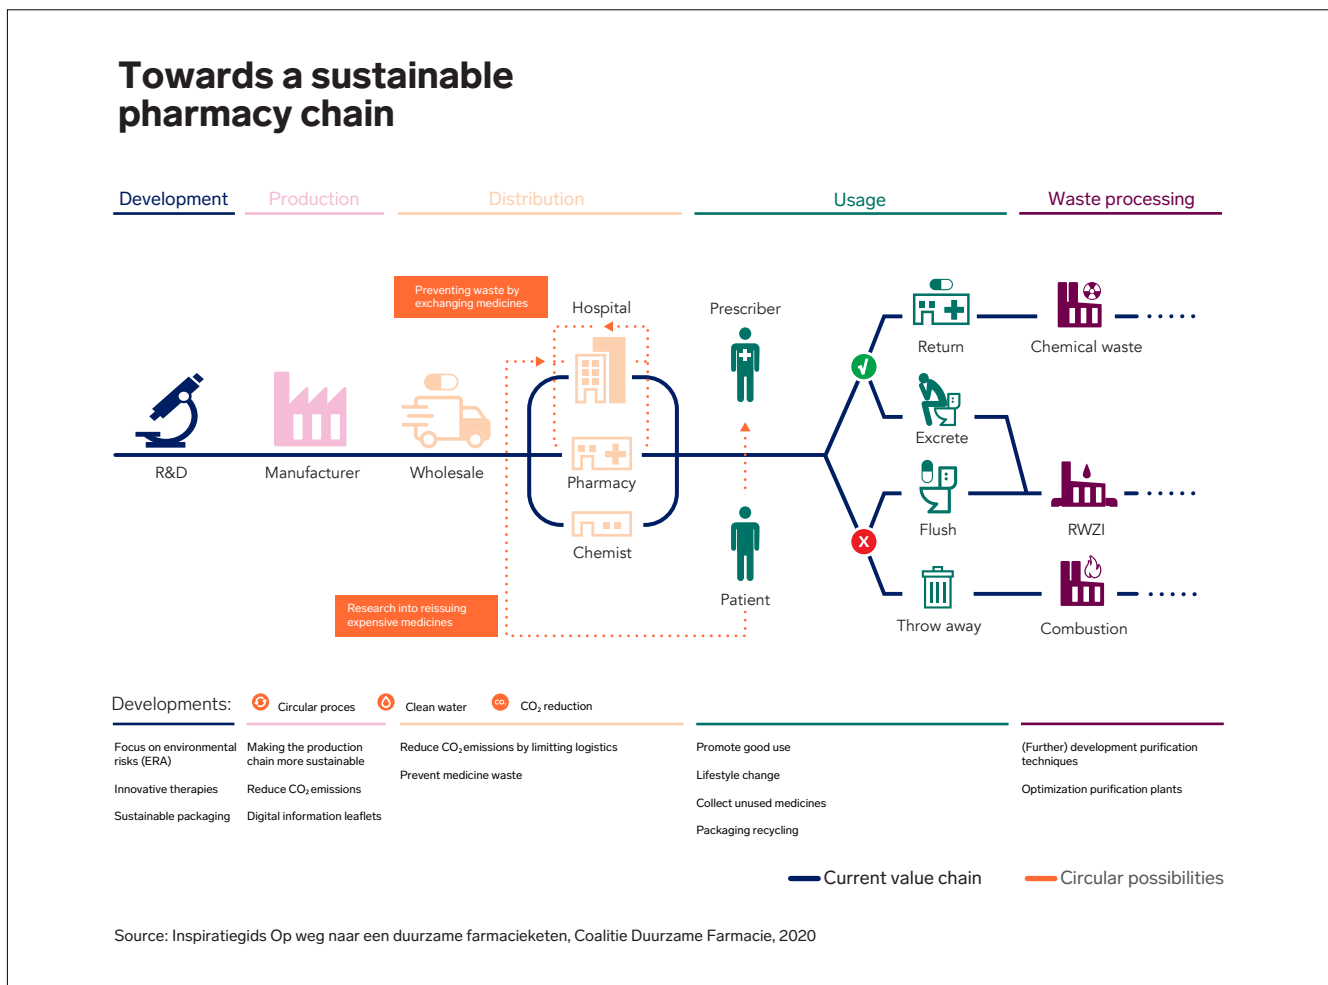 Towards a sustainable
pharmacy chain
Development
Production
Distribution
Usage
Waste processing
Preventing waste by
exchanging medicines
Hospital
Prescriber
Return
Chemical waste
R&D
Manufacturer
Wholesale
Pharmacy
Excrete
Chemist
Flush
RWZI
X
Research into reissuing
expensive medicines
Patient
Throw away
Combustion
Developments:
Circular proces
Clean water
CO₂
CO₂ reduction
Focus on environmental
risks (ERA)
Innovative therapies
Sustainable packaging
Making the production
chain more sustainable
Reduce CO₂ emissions
Digital information leaflets
Reduce CO₂ emissions by limitting logistics
Prevent medicine waste
Promote good use
Lifestyle change
Collect unused medicines
Packaging recycling
(Further) development purification
techniques
Optimization purification plants
Current value chain
Circular possibilities
Source: Inspiratiegids Op weg naar een duurzame farmacieketen, Coalitie Duurzame Farmacie, 2020